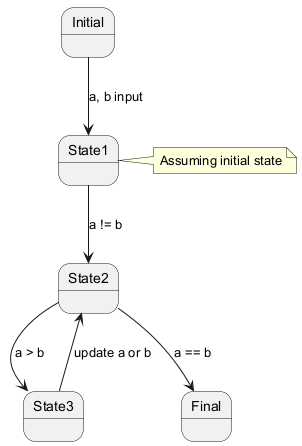 Initial
a, b input
State1
Assuming initial state
a != b
State2
a > b
update a or b
a == b
State3
Final